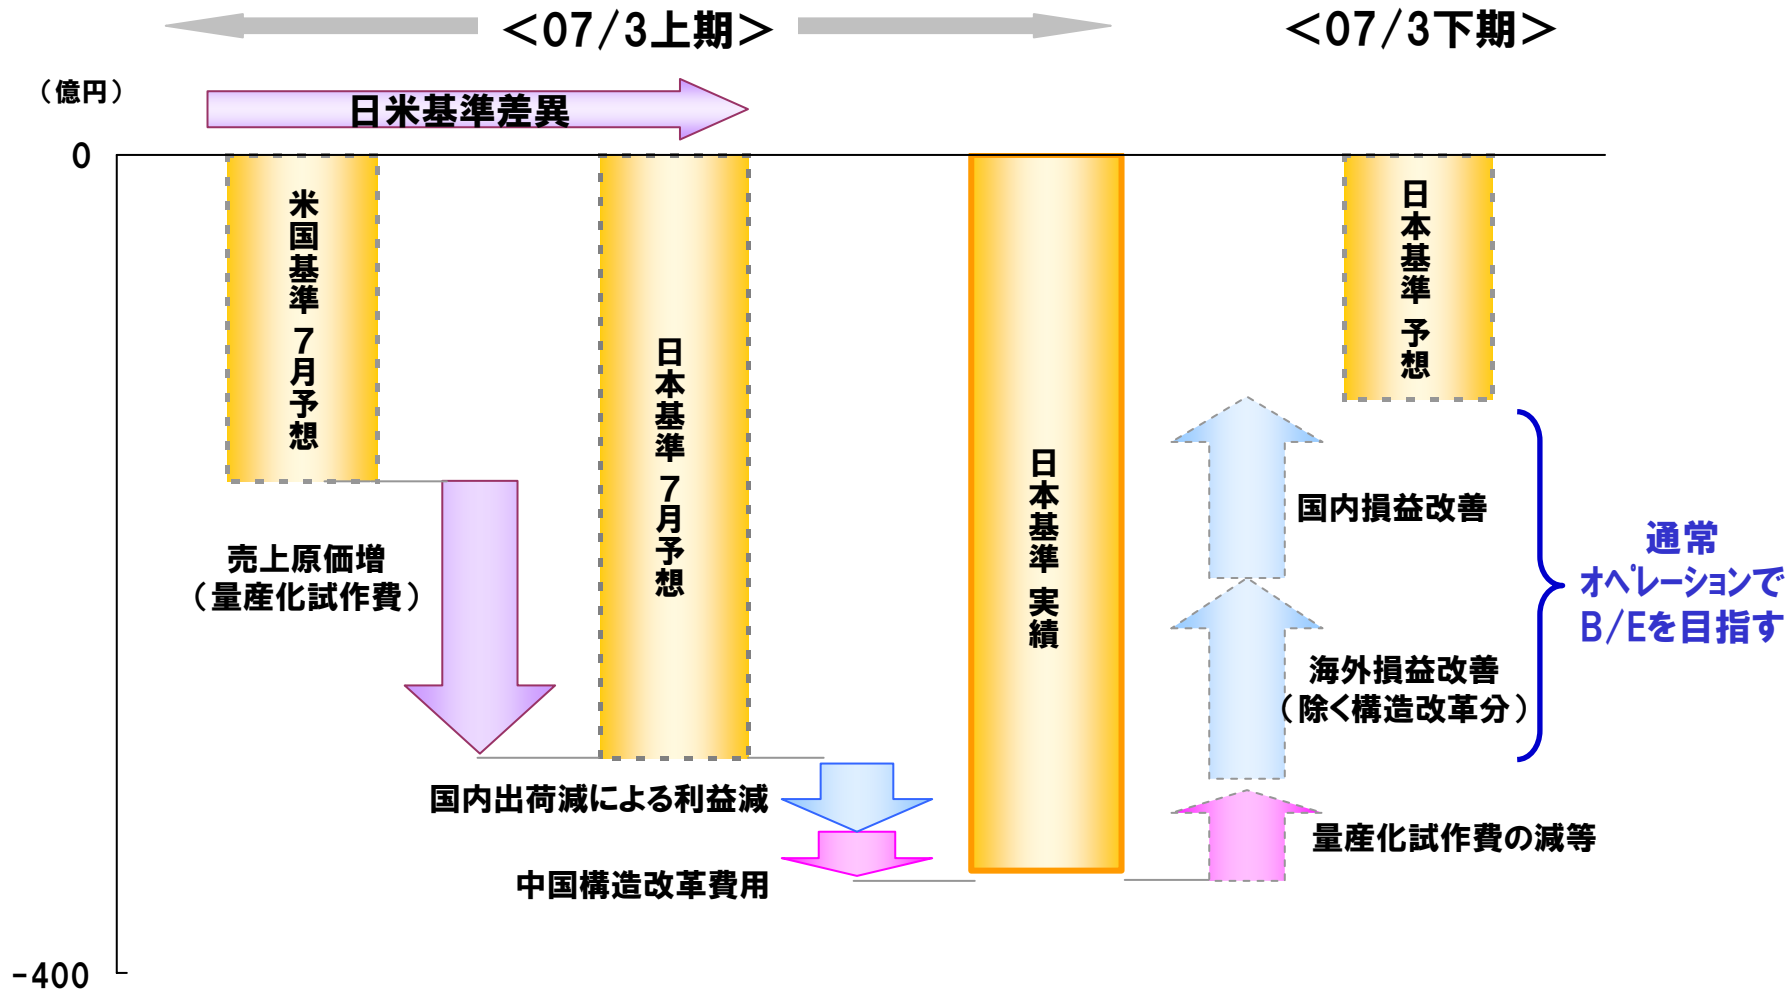 ＜07/3上期＞
＜07/3下期＞
（億円）
日米基準差異
0
米国基準 7月予想
日本基準 7月予想
日本基準 実績
日本基準 予想
売上原価増
（量産化試作費）
国内損益改善
通常
オペレーションで
B/Eを目指す
海外損益改善
（除く構造改革分）
国内出荷減による利益減
量産化試作費の減等
中国構造改革費用
-400